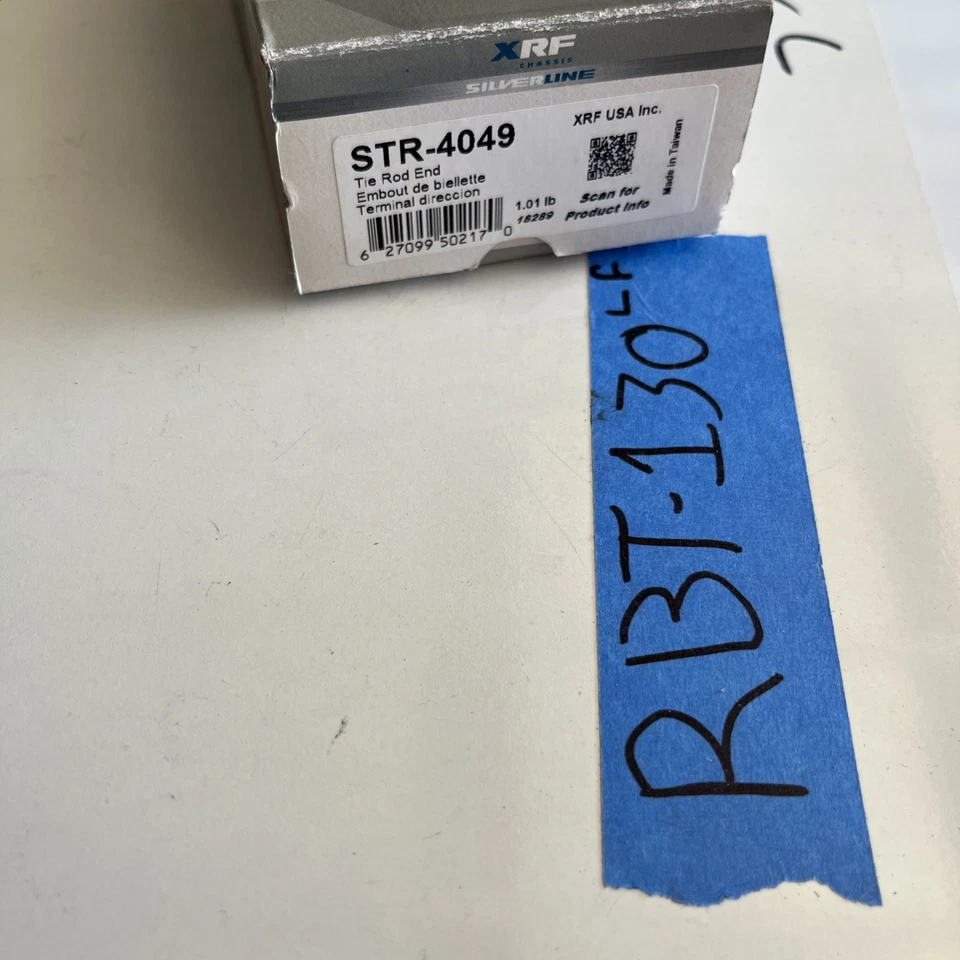 XRF
CHASSIS
SILVERLINE
STR-4049
Tie Rod End
Embout de biellette
Terminal direccion
6 27099 50217 0
1.01 lb
18289
XRF USA Inc.
Scan for
Product Info
Made in Taiwan
RBT-130